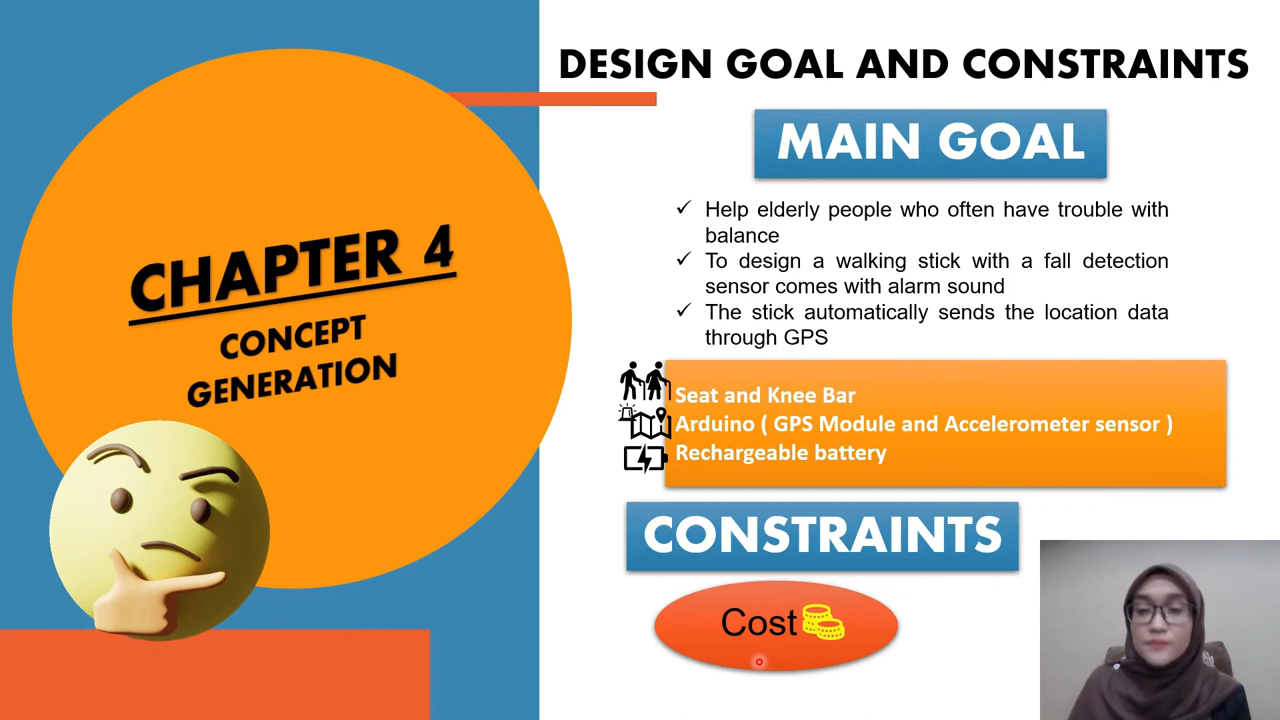 CHAPTER 4
CONCEPT
GENERATION
DESIGN GOAL AND CONSTRAINTS
MAIN GOAL
✓ Help elderly people who often have trouble with
balance
✓ To design a walking stick with a fall detection
sensor comes with alarm sound
✓ The stick automatically sends the location data
through GPS
Seat and Knee Bar
Arduino ( GPS Module and Accelerometer sensor )
Rechargeable battery
CONSTRAINTS
Cost